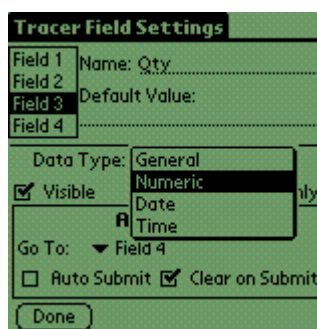 Tracer Field Settings
Field 1
Field 2
Field 3
Field 4
Name: Qty
Default Value:
Data Type: General
Numeric
Date
Time
Visible
Go To: Field 4
Auto Submit Clear on Submit
Done